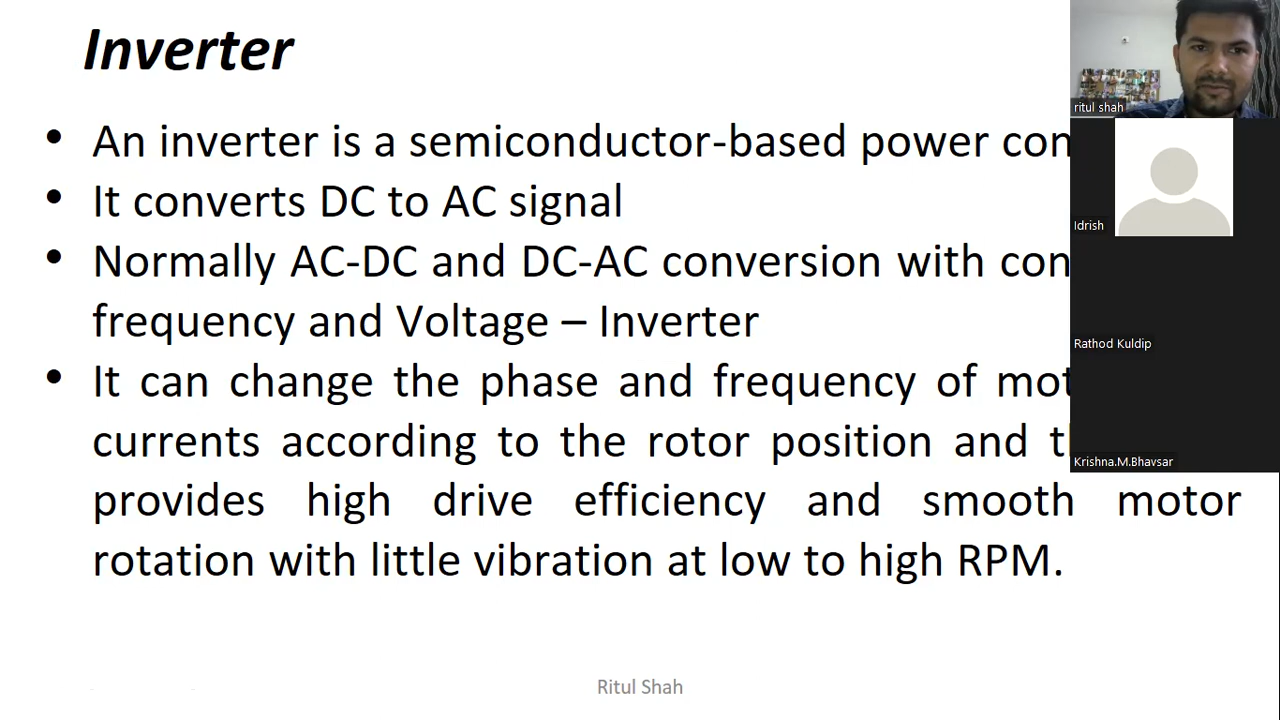 Inverter
• An inverter is a semiconductor-based power
• It converts DC to AC signal
• Normally AC-DC and DC-AC conversion with
frequency and Voltage – Inverter
• It can change the phase and frequency of
currents according to the rotor position and
provides high drive efficiency and smooth motor
rotation with little vibration at low to high RPM.
Ritul Shah
ritul shah
Idrish
Rathod Kuldip
Krishna.M.Bhavsar